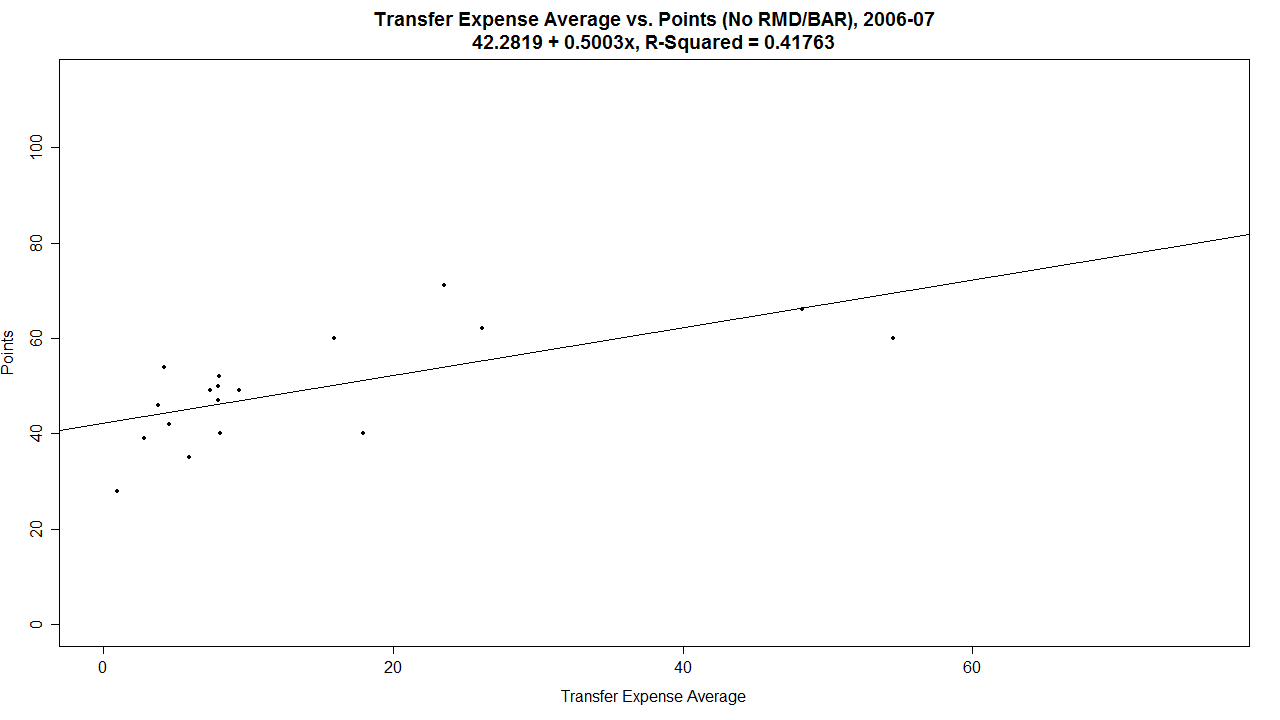 Transfer Expense Average vs. Points (No RMD/BAR), 2006-07
42.2819 + 0.5003x, R-Squared = 0.41763
Points
100
80
60
40
20
0
0 20 40 60
Transfer Expense Average